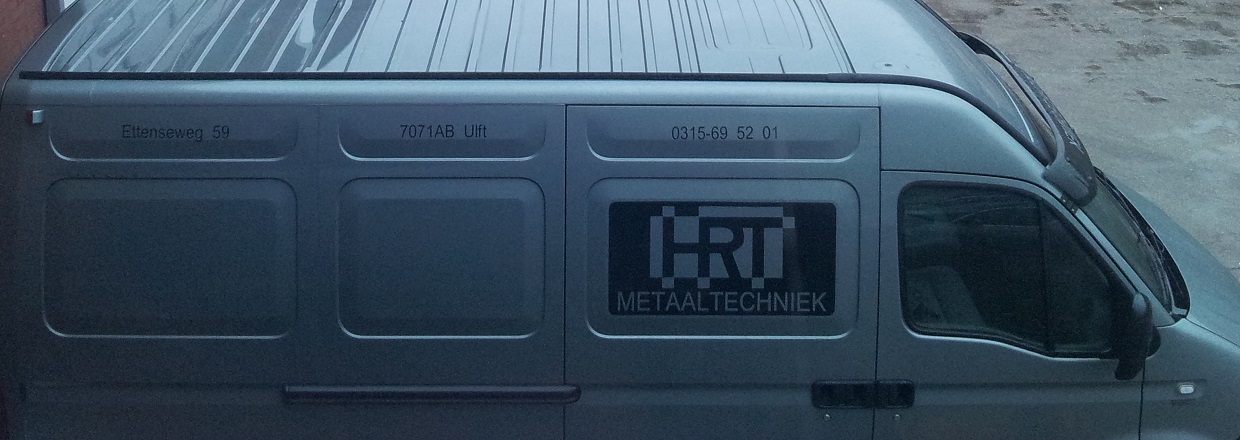 Ettenseweg 59
7071AB Ulft
0315-69 52 01
HRT
METAALTECHNIEK